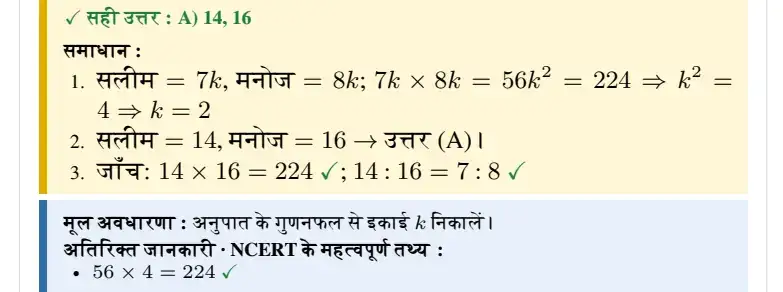 ✓ सही उत्तर : A) 14, 16
समाधान :
1. सलीम = 7k, मनोज = 8k; 7k × 8k = 56k² = 224 ⇒ k² =
4 ⇒ k = 2
2. सलीम = 14, मनोज = 16 → उत्तर (A)।
3. जाँच: 14 × 16 = 224 ✓; 14 : 16 = 7 : 8 ✓
मूल अवधारणा : अनुपात के गुणनफल से इकाई k निकालें।
अतिरिक्त जानकारी · NCERT के महत्वपूर्ण तथ्य :
• 56 × 4 = 224 ✓